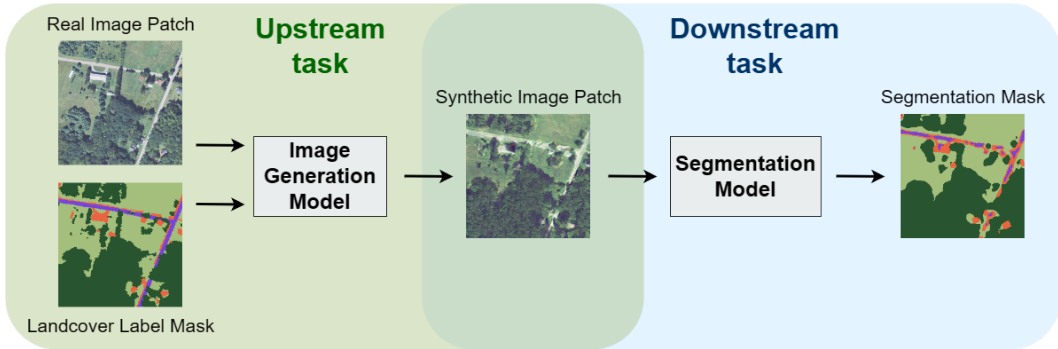 Real Image Patch
Upstream
task
Landcover Label Mask
Image
Generation
Model
Synthetic Image Patch
Downstream
task
Segmentation
Model
Segmentation Mask